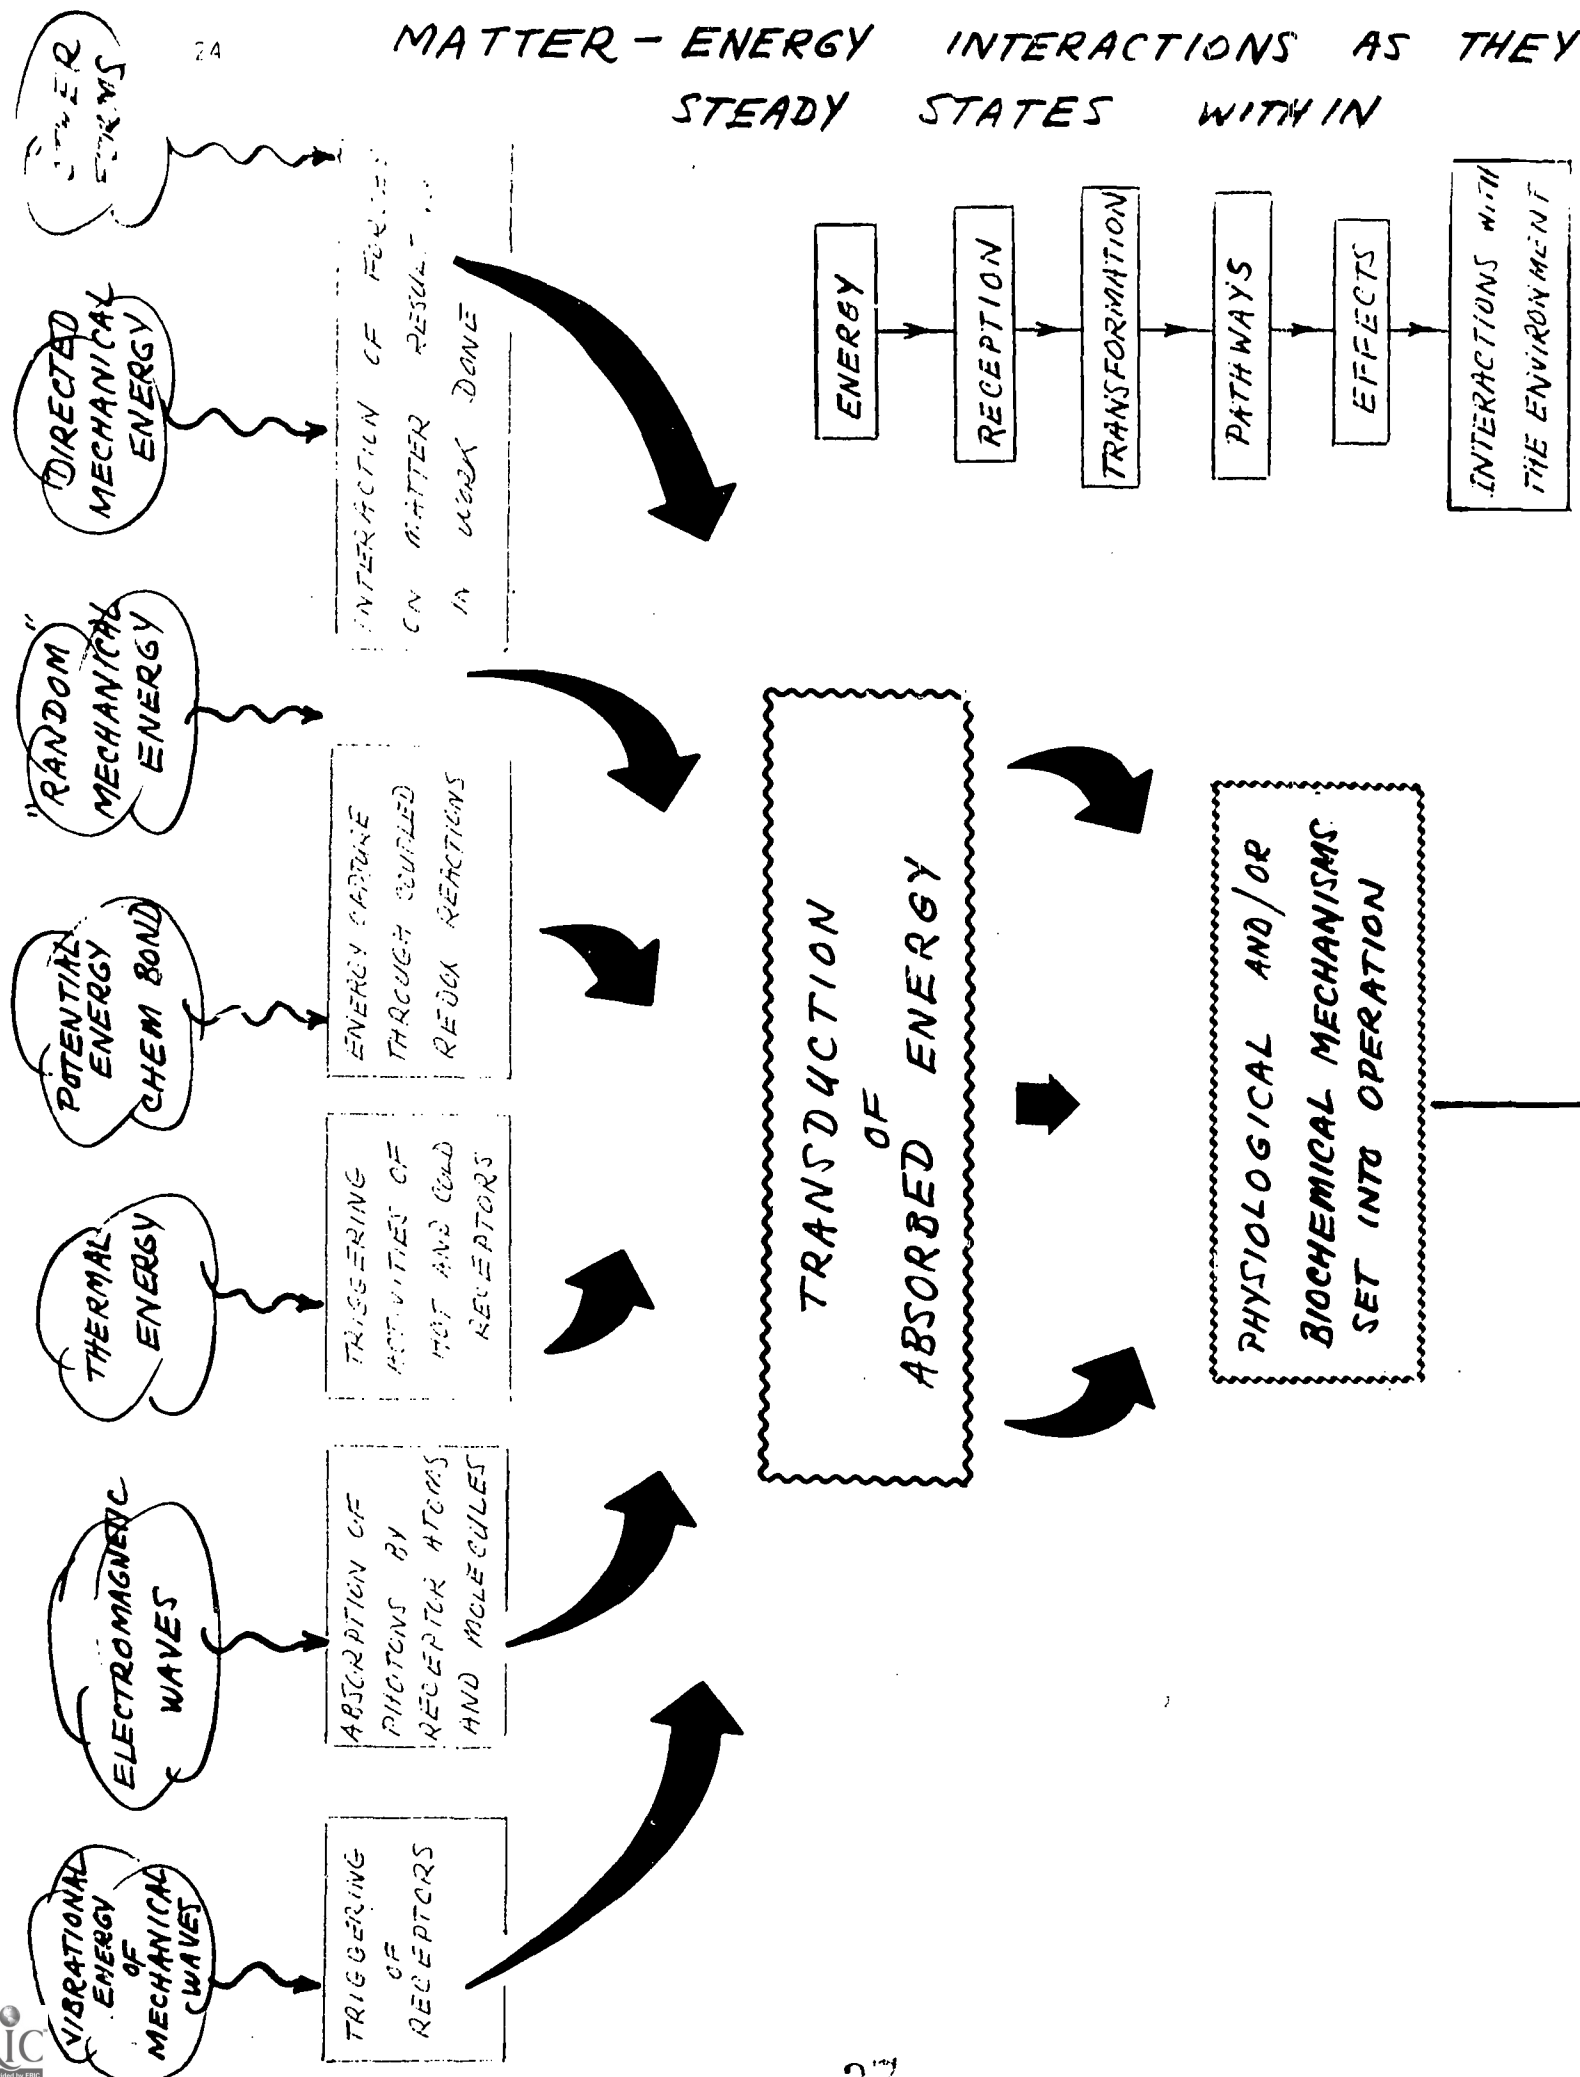 24
MATTER - ENERGY INTERACTIONS AS THEY
STEADY STATES WITHIN
VIBRATIONAL
ENERGY
OF
MECHANICAL
WAVES
ELECTROMAGNETIC
WAVES
THERMAL
ENERGY
POTENTIAL
ENERGY
CHEM BOND
"RANDOM"
MECHANICAL
ENERGY
DIRECTED
MECHANICAL
ENERGY
OTHER
FORMS
TRIGGERING
OF
RECEPTORS
ABSORPTION OF
PHOTONS BY
RECEPTOR ATOMS
AND MOLECULES
TRIGGERING
ACTIVITIES OF
HOT AND COLD
RECEPTORS
ENERGY CAPTURE
THROUGH COUPLED
REDOX REACTIONS
INTERACTION OF FORCES
ON MATTER RESULT
IN WORK DONE
TRANSDUCTION
OF
ABSORBED ENERGY
PHYSIOLOGICAL AND/OR
BIOCHEMICAL MECHANISMS
SET INTO OPERATION
ENERGY
RECEPTION
TRANSFORMATION
PATHWAYS
EFFECTS
INTERACTIONS WITH
THE ENVIRONMENT
IC